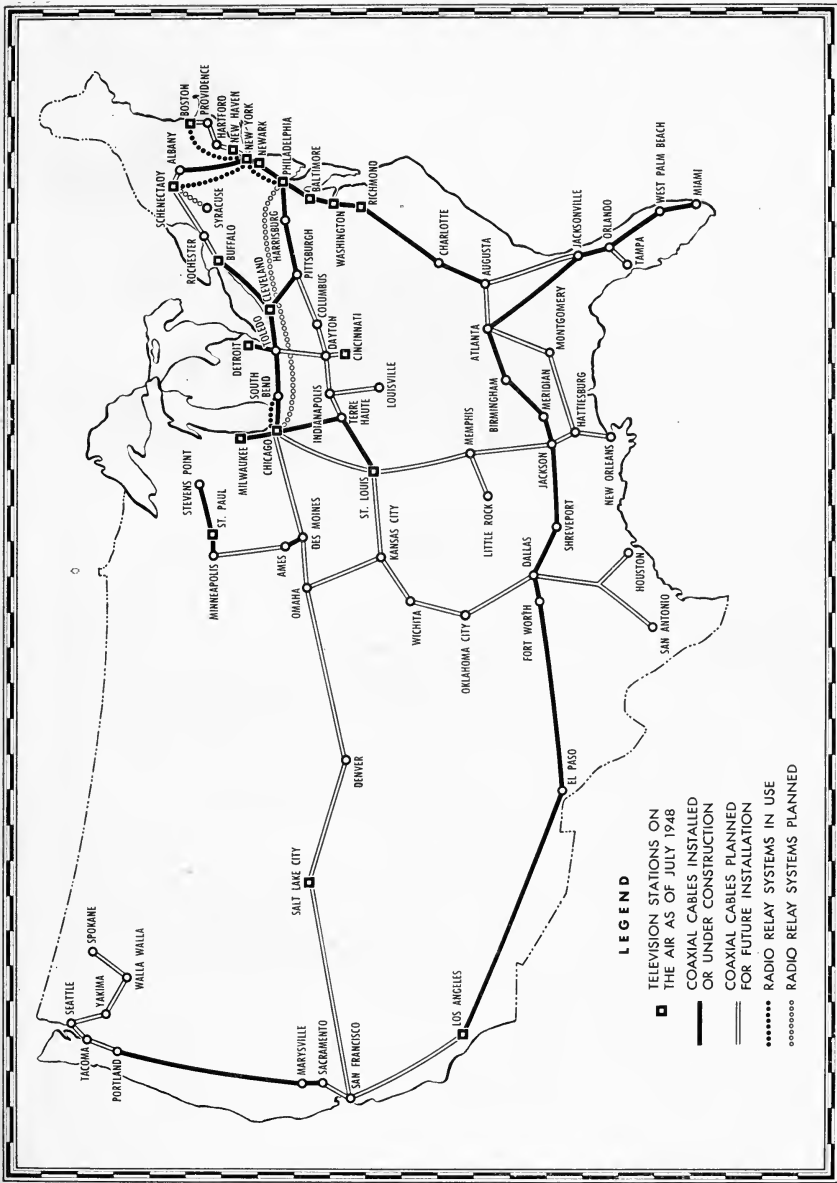 SEATTLE
TACOMA
YAKIMA
SPOKANE
WALLA WALLA
PORTLAND
MARYSVILLE
SACRAMENTO
SAN FRANCISCO
LOS ANGELES
SALT LAKE CITY
DENVER
EL PASO
MINNEAPOLIS
ST. PAUL
STEVENS POINT
AMES
DES MOINES
OMAHA
KANSAS CITY
WICHITA
OKLAHOMA CITY
FORT WORTH
DALLAS
SAN ANTONIO
HOUSTON
SHREVEPORT
LITTLE ROCK
MEMPHIS
ST. LOUIS
JACKSON
NEW ORLEANS
HATTIESBURG
MERIDIAN
BIRMINGHAM
MONTGOMERY
ATLANTA
AUGUSTA
CHARLOTTE
JACKSONVILLE
ORLANDO
TAMPA
WEST PALM BEACH
MIAMI
MILWAUKEE
CHICAGO
SOUTH
BEND
INDIANAPOLIS
TERRE
HAUTE
LOUISVILLE
DETROIT
TOLEDO
DAYTON
CINCINNATI
COLUMBUS
CLEVELAND
PITTSBURGH
HARRISBURG
BUFFALO
ROCHESTER
SYRACUSE
SCHENECTADY
ALBANY
BOSTON
PROVIDENCE
HARTFORD
NEW HAVEN
NEW YORK
NEWARK
PHILADELPHIA
BALTIMORE
WASHINGTON
RICHMOND
LEGEND
TELEVISION STATIONS ON
THE AIR AS OF JULY 1948
COAXIAL CABLES INSTALLED
OR UNDER CONSTRUCTION
COAXIAL CABLES PLANNED
FOR FUTURE INSTALLATION
RADIO RELAY SYSTEMS IN USE
RADIO RELAY SYSTEMS PLANNED